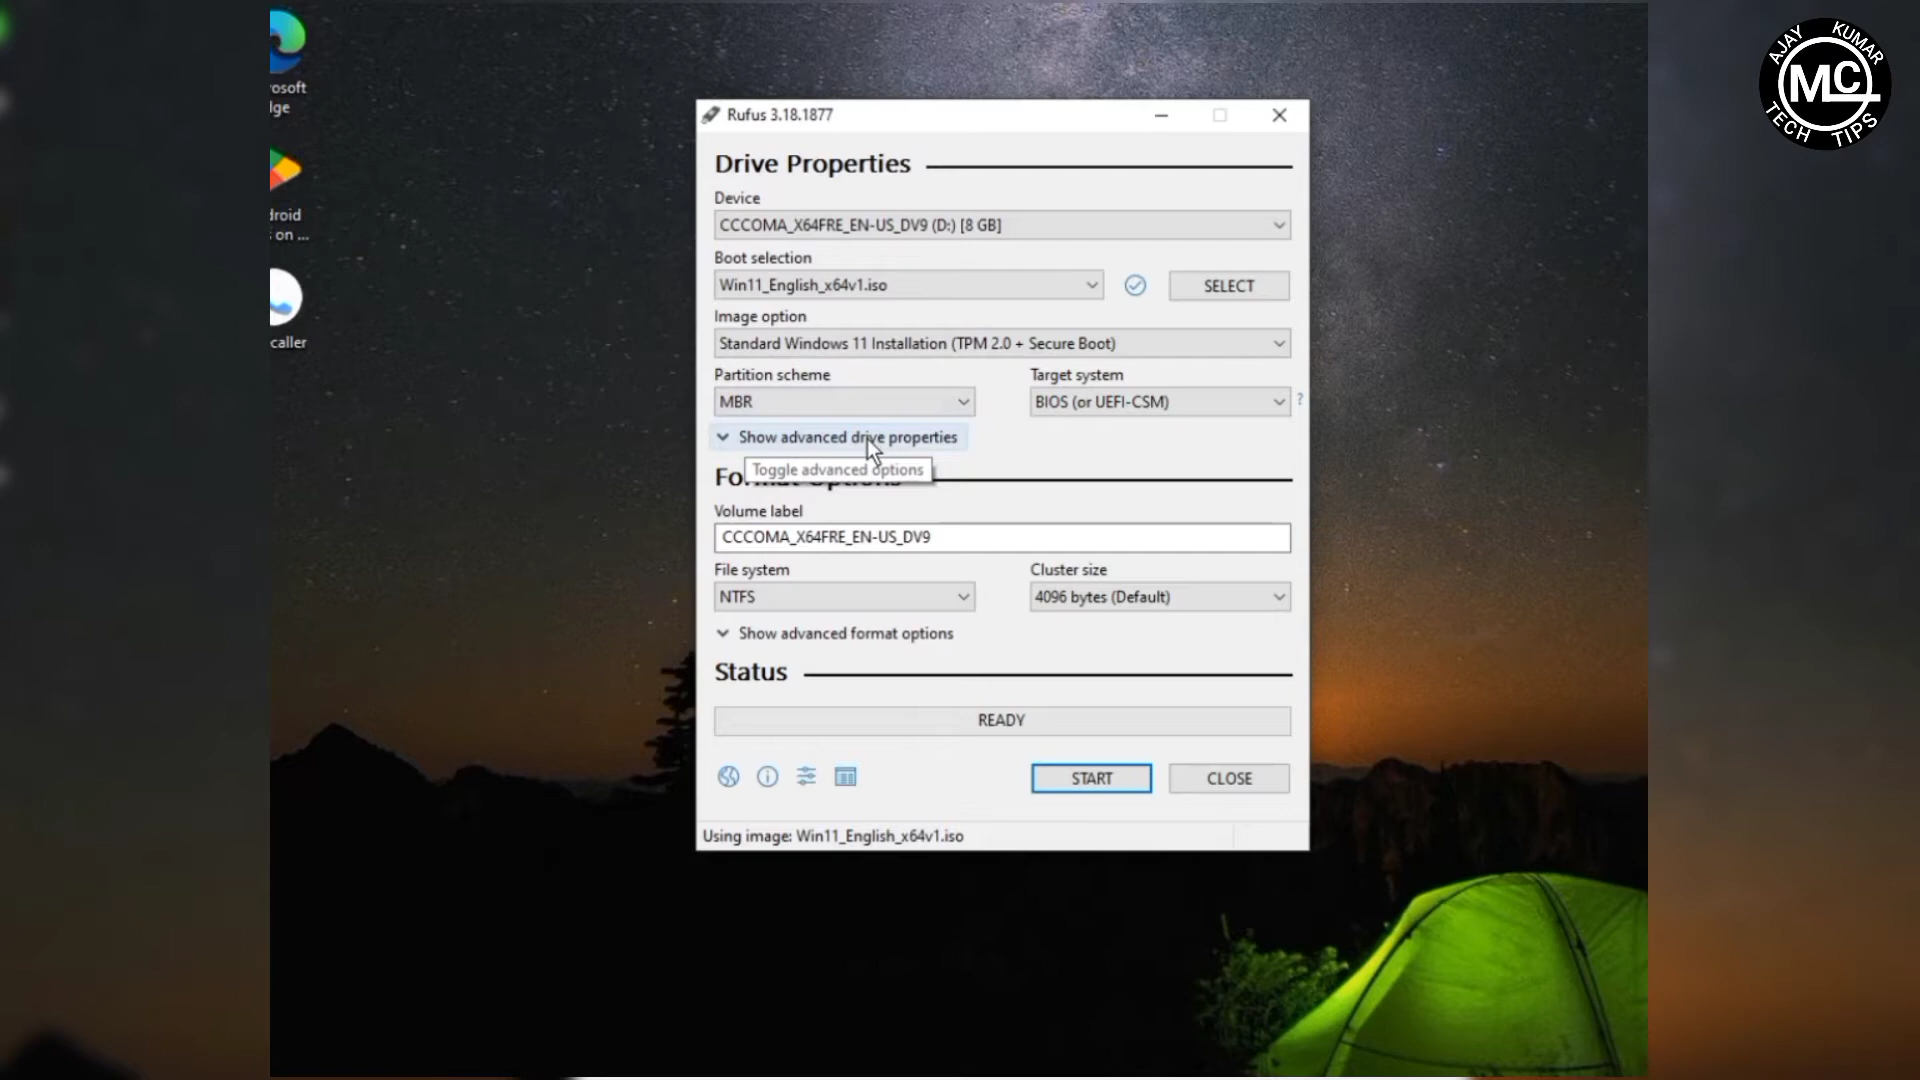 rosoft
dge
droid
s on ...
caller
AJAY KUMAR
MC
TECH TIPS
Rufus 3.18.1877
Drive Properties
Device
CCCOMA_X64FRE_EN-US_DV9 (D:) [8 GB]
Boot selection
Win11_English_x64v1.iso
SELECT
Image option
Standard Windows 11 Installation (TPM 2.0 + Secure Boot)
Partition scheme
Target system
MBR
BIOS (or UEFI-CSM)
?
Show advanced drive properties
Toggle advanced options
Format Options
Volume label
CCCOMA_X64FRE_EN-US_DV9
File system
Cluster size
NTFS
4096 bytes (Default)
Show advanced format options
Status
READY
START
CLOSE
Using image: Win11_English_x64v1.iso